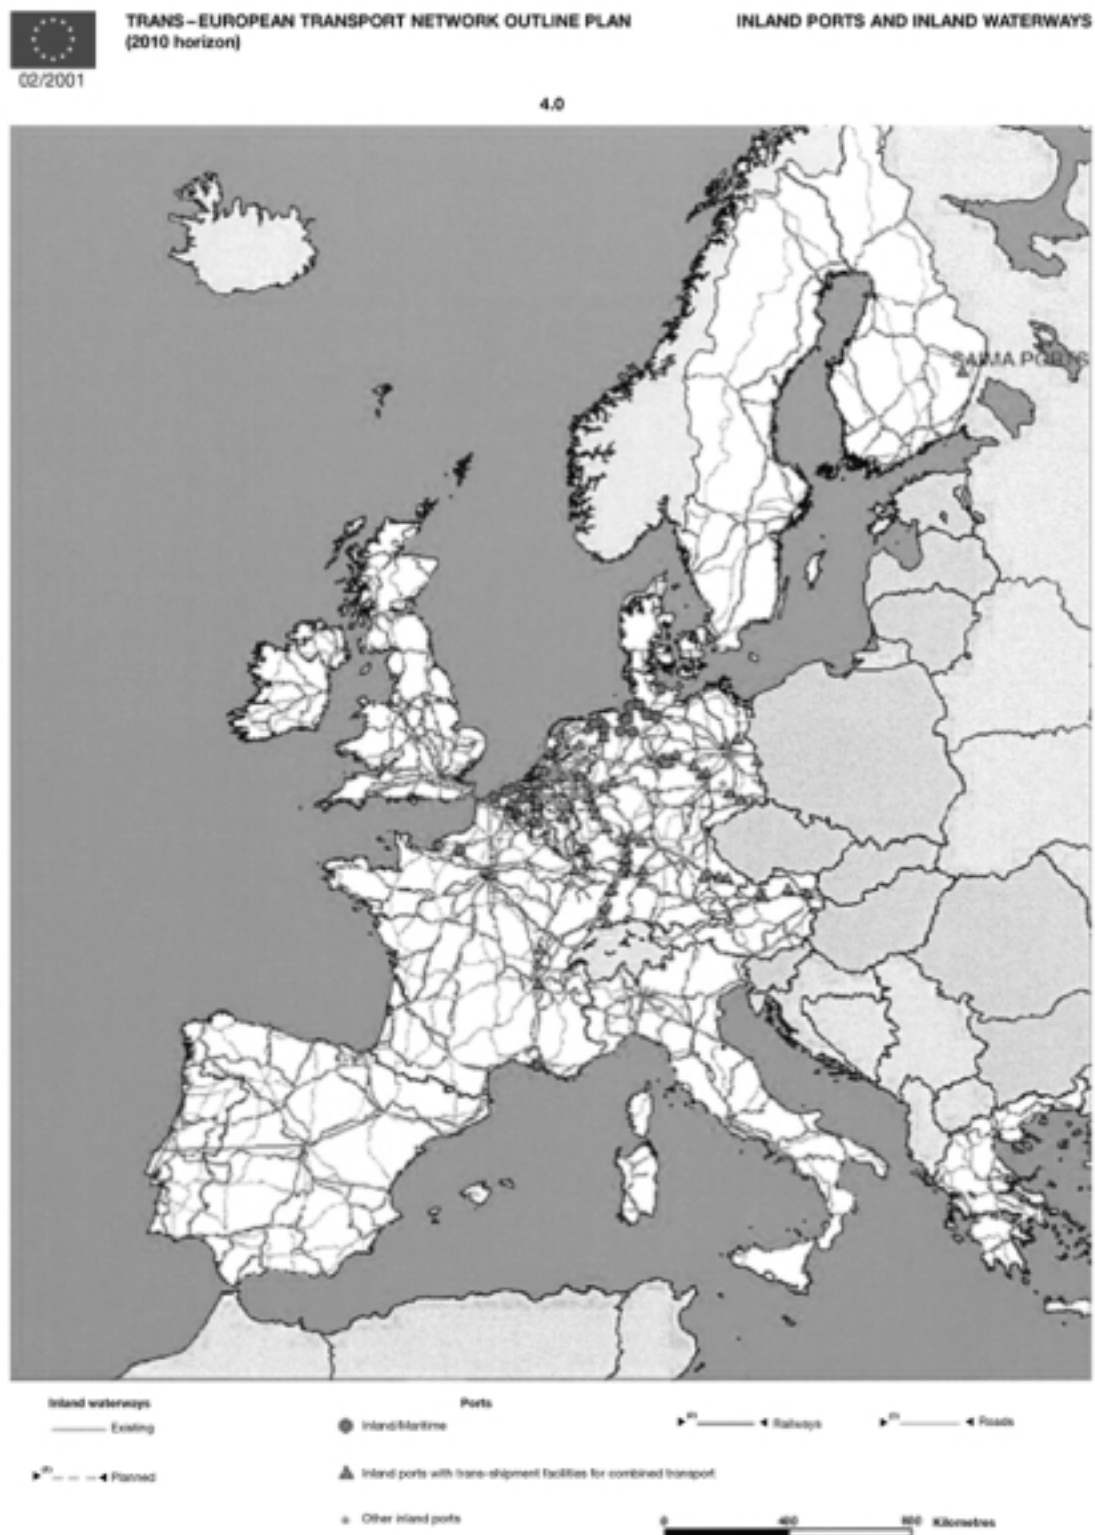 TRANS-EUROPEAN TRANSPORT NETWORK OUTLINE PLAN
(2010 horizon)
INLAND PORTS AND INLAND WATERWAYS
02/2001
4.0
SAIMA PORTS
Inland waterways
Ports
Existing
Inland/Maritime
Railways
Roads
Planned
Inland ports with trans-shipment facilities for combined transport
Other inland ports
0 400 800 Kilometres